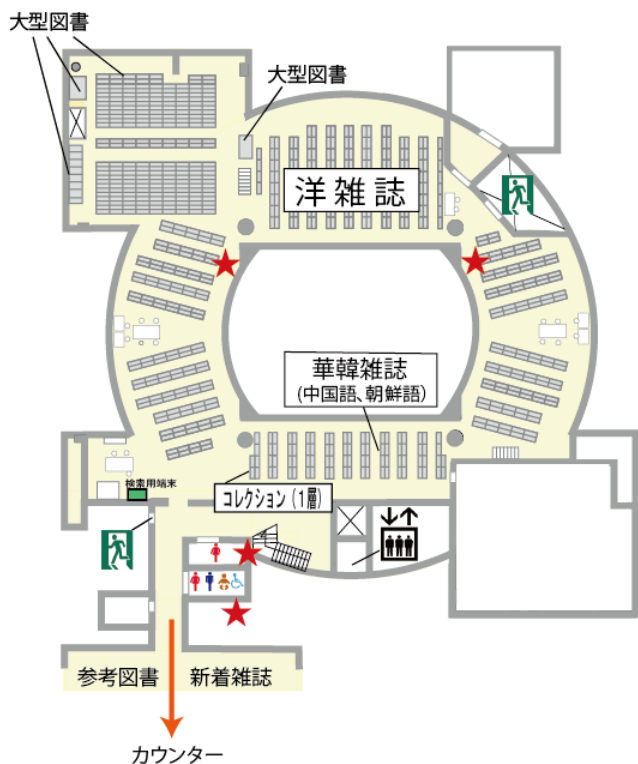 大型図書
大型図書
洋雑誌
華韓雑誌
(中国語、朝鮮語)
検索用端末
コレクション（1層）
参考図書
新着雑誌
カウンター